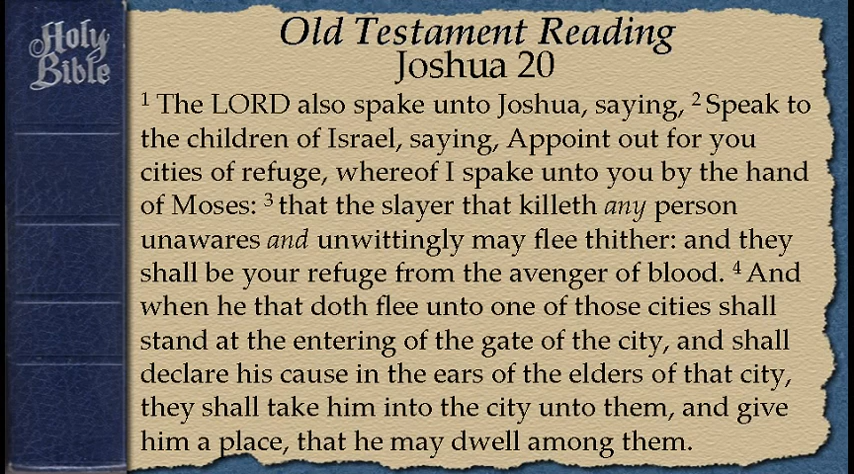 Holy
Bible
Old Testament Reading
Joshua 20
¹ The LORD also spake unto Joshua, saying, ² Speak to
the children of Israel, saying, Appoint out for you
cities of refuge, whereof I spake unto you by the hand
of Moses: ³ that the slayer that killeth any person
unawares and unwittingly may flee thither: and they
shall be your refuge from the avenger of blood. ⁴ And
when he that doth flee unto one of those cities shall
stand at the entering of the gate of the city, and shall
declare his cause in the ears of the elders of that city,
they shall take him into the city unto them, and give
him a place, that he may dwell among them.